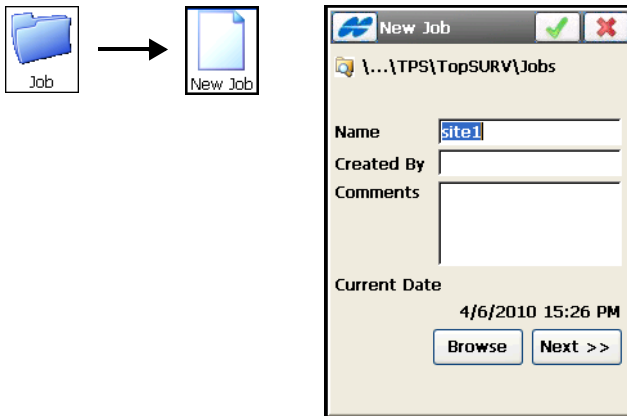 Job
New Job
New Job
\...\TPS\TopSURV\Jobs
Name site1
Created By
Comments
Current Date
4/6/2010 15:26 PM
Browse Next >>